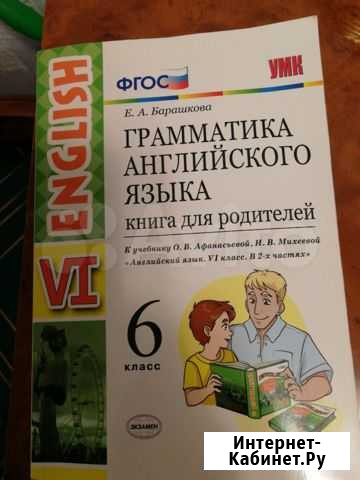 ФГОС
УМК
Е. А. Барашкова
ГРАММАТИКА
АНГЛИЙСКОГО
ЯЗЫКА
книга для родителей
К учебнику О. В. Афанасьевой, И. В. Михеевой
«Английский язык. VI класс. В 2-х частях»
ENGLISH
VI
6
класс
ЭКЗАМЕН
Интернет-
Кабинет.Ру